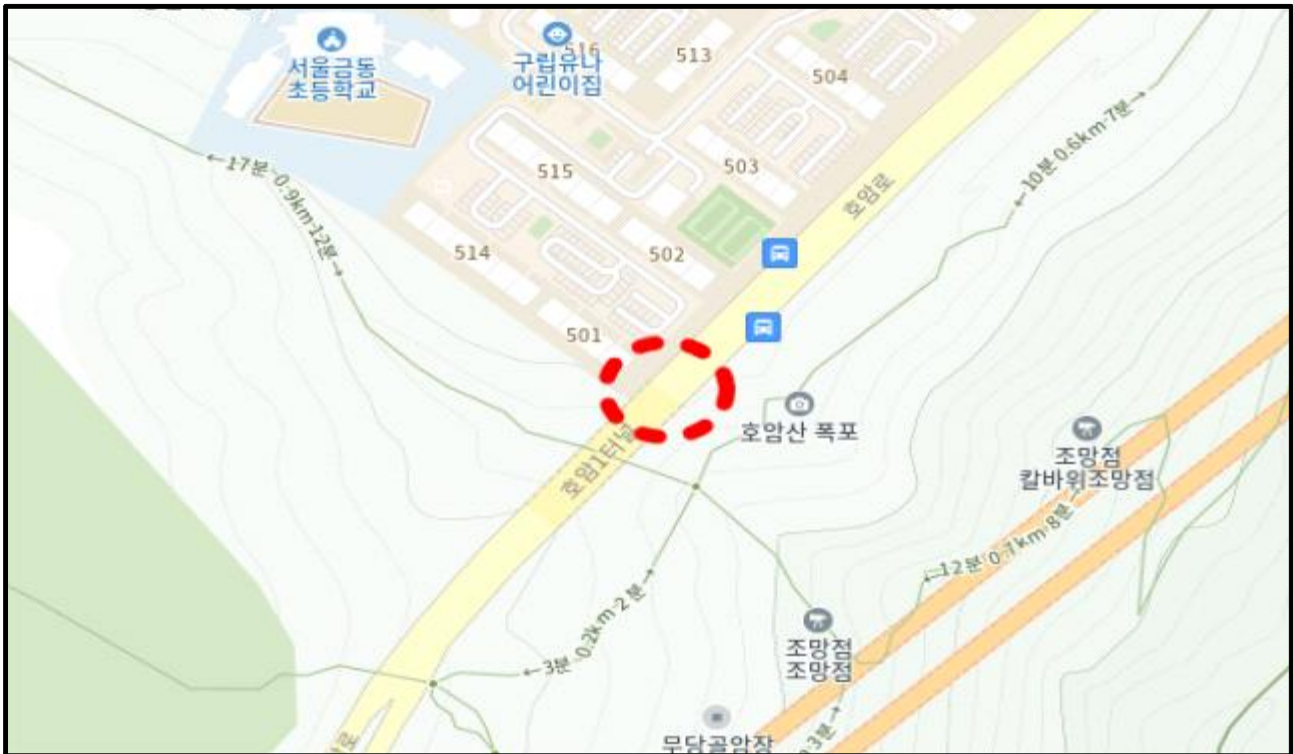 서울금동
초등학교
구립유나
어린이집
516
513
504
503
515
502
514
501
호암로
←10분 0.6km 7분→
←17분 0.9km 12분→
호암1터널
호암산 폭포
조망점
칼바위조망점
←12분 0.7km 8분→
←3분 0.2km 2분→
조망점
조망점
무당골암장
3분→